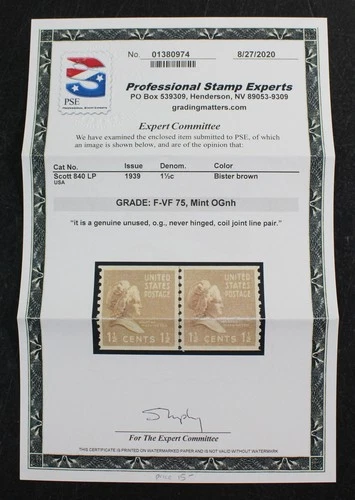 No. 01380974 8/27/2020
PSE
Professional Stamp Experts
PO Box 539309, Henderson, NV 89053-9309
gradingmatters.com
Expert Committee
We have examined the enclosed item submitted to PSE, of which
an image is shown below, and are of the opinion that:
Cat No. Issue Denom. Color
Scott 840 LP 1939 1½c Bister brown
USA
GRADE: F-VF 75, Mint OGnh
"it is a genuine unused, o.g., never hinged, coil joint line pair."
UNITED STATES POSTAGE
1½ CENTS 1½
UNITED STATES POSTAGE
1½ CENTS 1½
For The Expert Committee
THIS CERTIFICATE IS PRINTED ON WATERMARKED PAPER AND IS NOT VALID WITHOUT WATERMARK